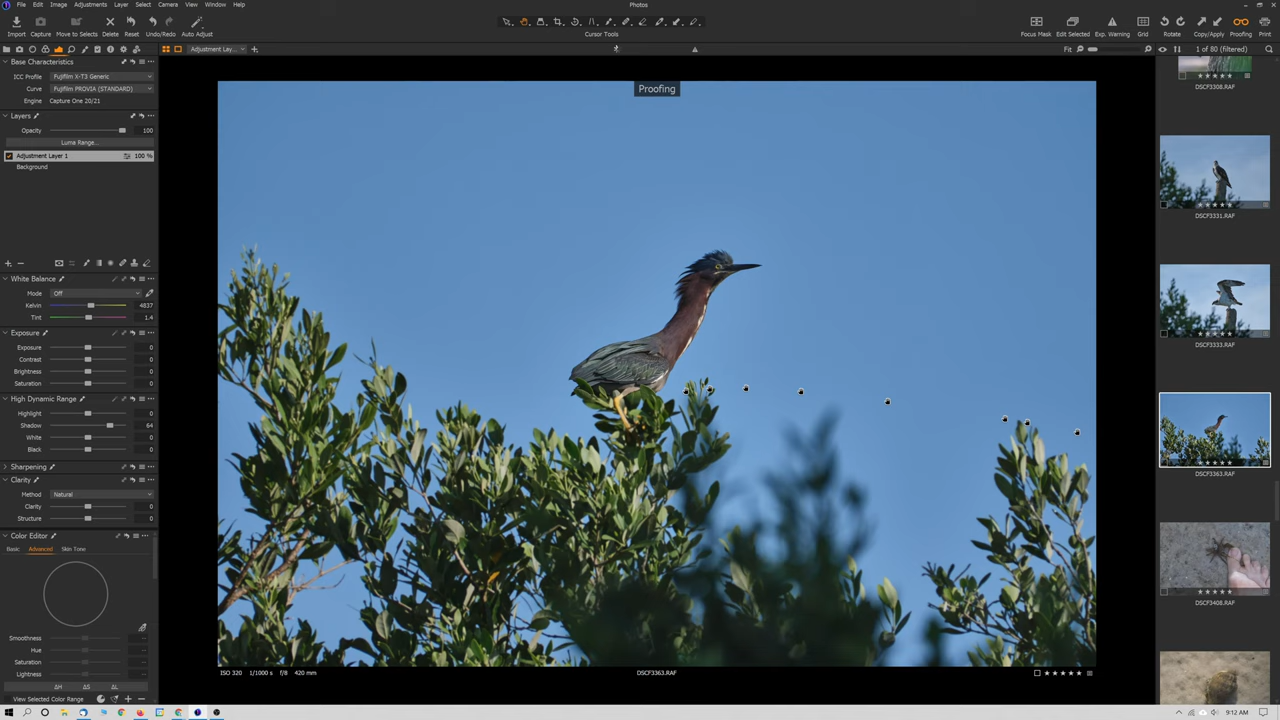 File Edit Image Adjustments Layer Select Camera View Window Help
Photos
Import Capture Move to Selects Delete Undo/Redo Auto Adjust
Cursor Tools
Focus Mask Edit Selected Exp. Warning Grid Rotate Copy/Apply Proofing Print
Adjustment Lay...
Fit
1 of 80 (filtered)
Base Characteristics
ICC Profile Fujifilm X-T3 Generic
Curve Fujifilm PROVIA (STANDARD)
Engine Capture One 20/21
Layers
Opacity 100
Luma Range...
Adjustment Layer 1 100 %
Background
White Balance
Mode Off
Kelvin 4837
Tint 1.4
Exposure
Exposure 0
Contrast 0
Brightness 0
Saturation 0
High Dynamic Range
Highlight 0
Shadow 64
White 0
Black 0
Sharpening
Clarity
Method Natural
Clarity 0
Structure 0
Color Editor
Basic Advanced Skin Tone
Smoothness
Hue
Saturation
Lightness
ΔH ΔS ΔL
View Selected Color Range
Proofing
ISO 320 1/1000 s f/8 420 mm
DSCF3363.RAF
DSCF3308.RAF
DSCF3331.RAF
DSCF3333.RAF
DSCF3363.RAF
DSCF3408.RAF
9:12 AM